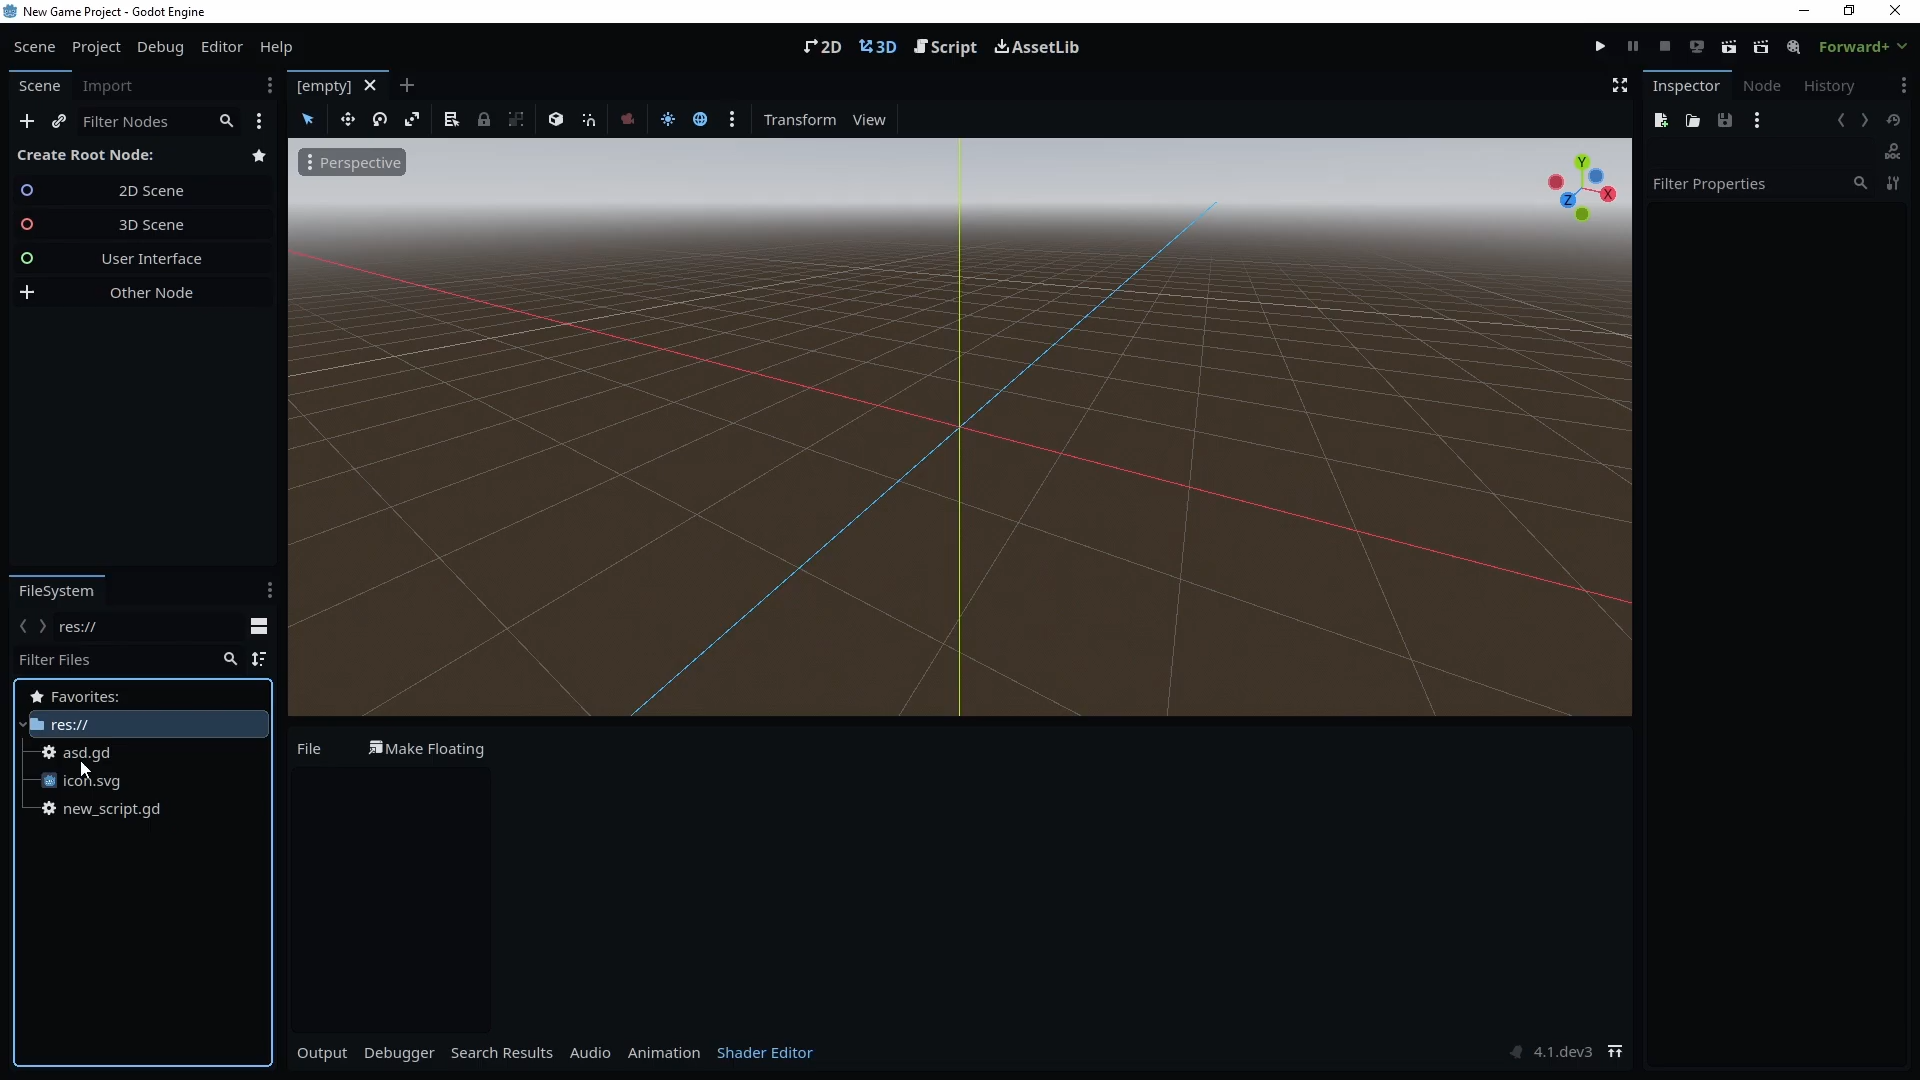 New Game Project - Godot Engine
Scene Project Debug Editor Help
2D 3D Script AssetLib
Forward+
Scene Import
[empty]
Inspector Node History
Filter Nodes
Transform View
Create Root Node:
Perspective
Y
X
Z
DOC
2D Scene
Filter Properties
3D Scene
User Interface
Other Node
FileSystem
res://
Filter Files
Favorites:
res://
asd.gd
icon.svg
new_script.gd
File Make Floating
Output Debugger Search Results Audio Animation Shader Editor
4.1.dev3